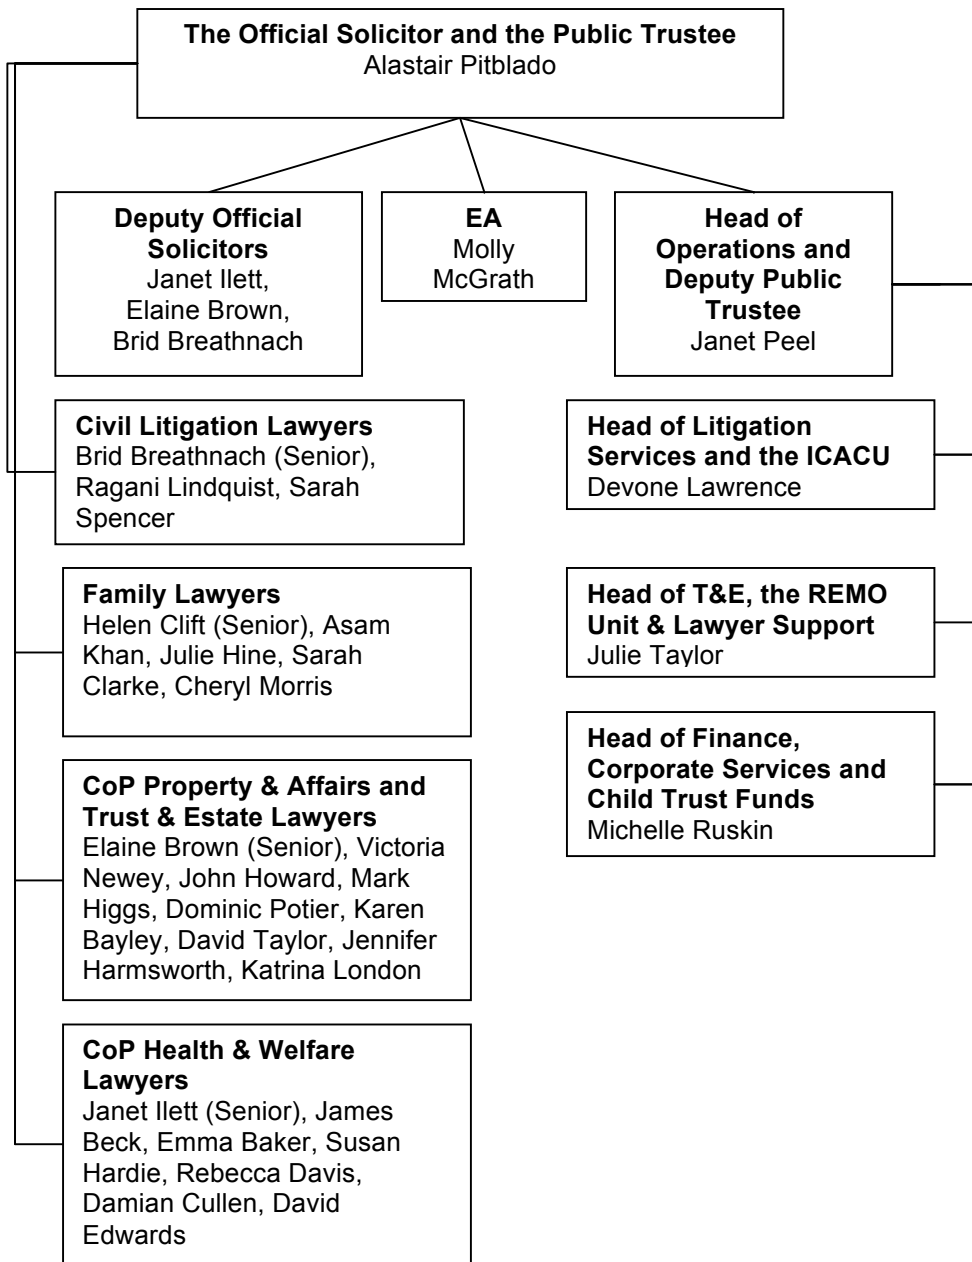 The Official Solicitor and the Public Trustee
Alastair Pitblado
Deputy Official
Solicitors
Janet Ilett,
Elaine Brown,
Brid Breathnach
EA
Molly
McGrath
Head of
Operations and
Deputy Public
Trustee
Janet Peel
Civil Litigation Lawyers
Brid Breathnach (Senior),
Ragani Lindquist, Sarah
Spencer
Head of Litigation
Services and the ICACU
Devone Lawrence
Family Lawyers
Helen Clift (Senior), Asam
Khan, Julie Hine, Sarah
Clarke, Cheryl Morris
Head of T&E, the REMO
Unit & Lawyer Support
Julie Taylor
CoP Property & Affairs and
Trust & Estate Lawyers
Elaine Brown (Senior), Victoria
Newey, John Howard, Mark
Higgs, Dominic Potier, Karen
Bayley, David Taylor, Jennifer
Harmsworth, Katrina London
Head of Finance,
Corporate Services and
Child Trust Funds
Michelle Ruskin
CoP Health & Welfare
Lawyers
Janet Ilett (Senior), James
Beck, Emma Baker, Susan
Hardie, Rebecca Davis,
Damian Cullen, David
Edwards